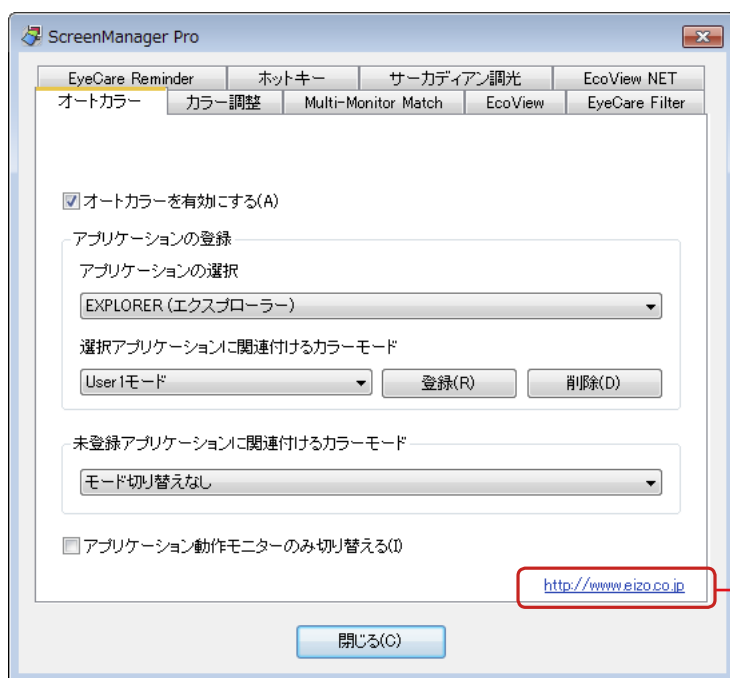 ScreenManager Pro
EyeCare Reminder ホットキー サーカディアン調光 EcoView NET
オートカラー カラー調整 Multi-Monitor Match EcoView EyeCare Filter
オートカラーを有効にする(A)
アプリケーションの登録
アプリケーションの選択
EXPLORER (エクスプローラー)
選択アプリケーションに関連付けるカラーモード
User1モード 登録(R) 削除(D)
未登録アプリケーションに関連付けるカラーモード
モード切り替えなし
アプリケーション動作モニターのみ切り替える(I)
http://www.eizo.co.jp
閉じる(C)